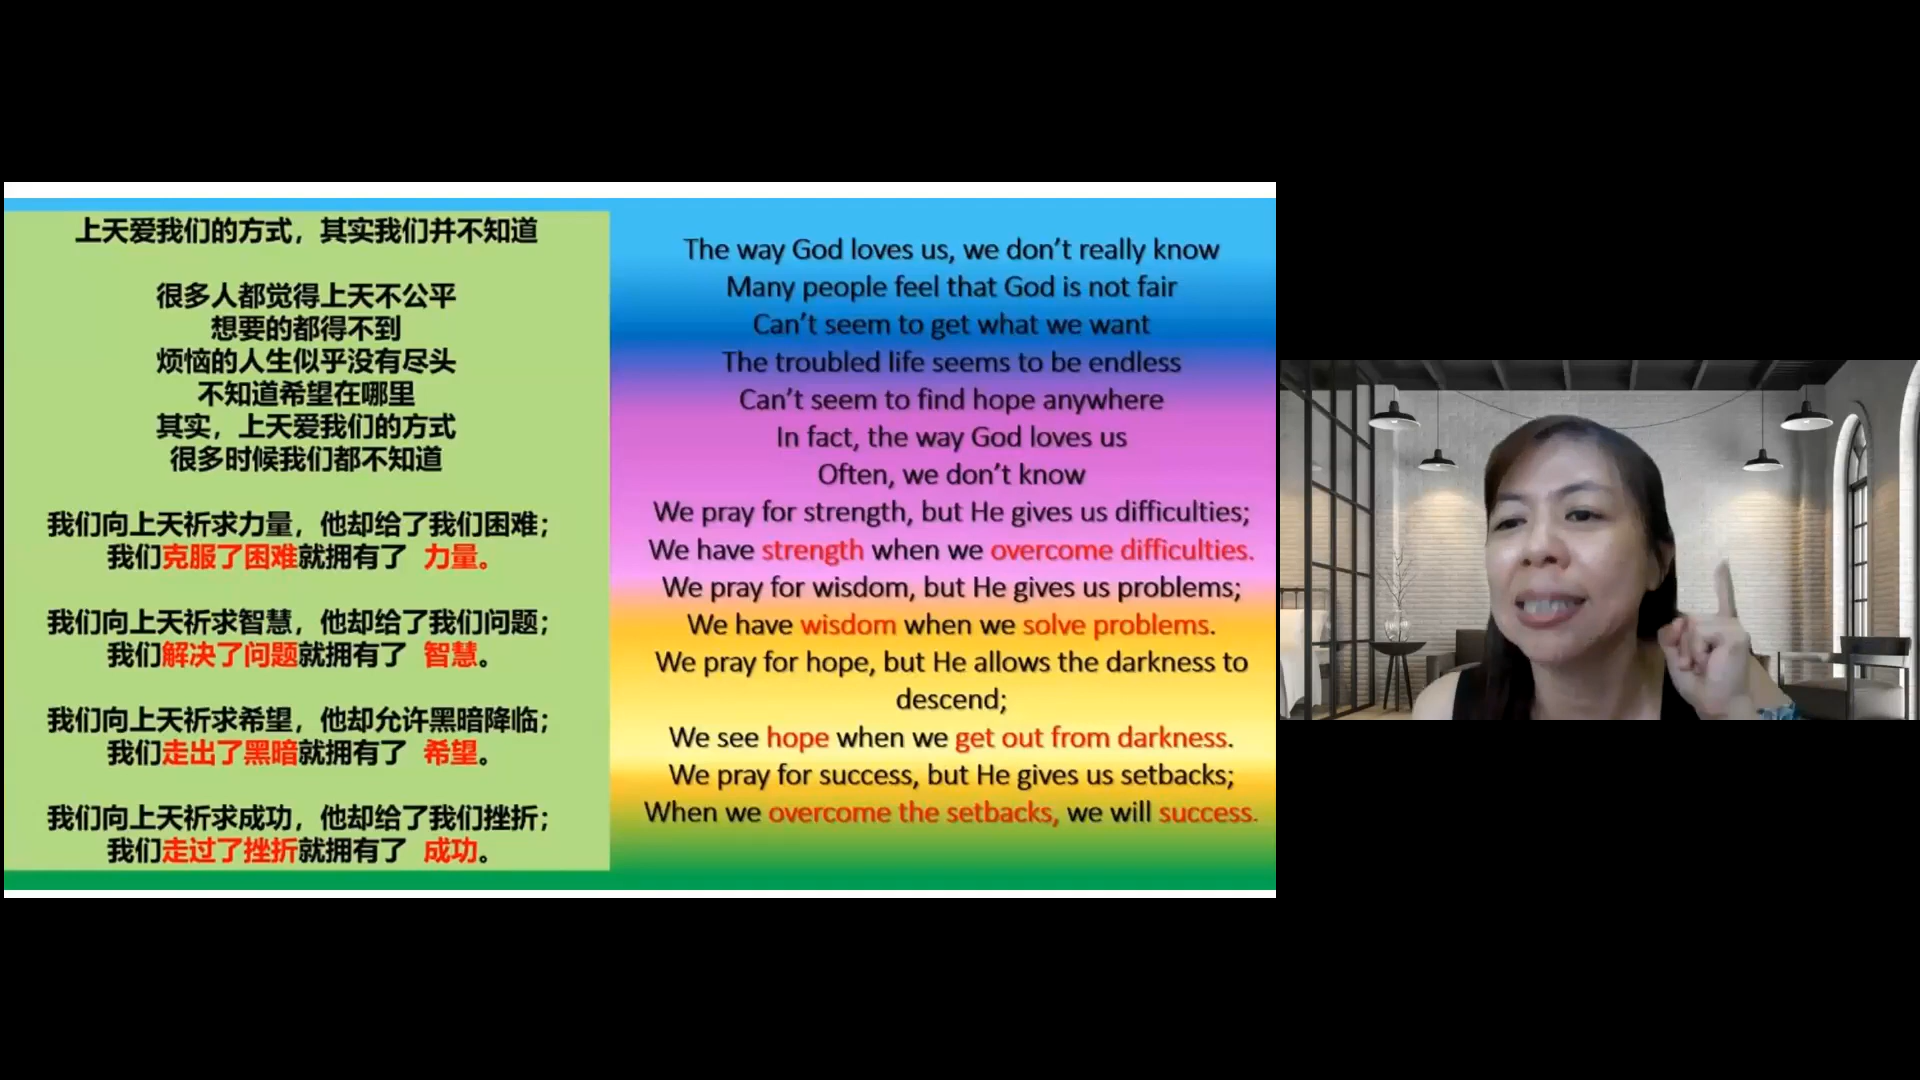 上天爱我们的方式，其实我们并不知道
很多人都觉得上天不公平
想要的都得不到
烦恼的人生似乎没有尽头
不知道希望在哪里
其实，上天爱我们的方式
很多时候我们都不知道
我们向上天祈求力量，他却给了我们困难；
我们克服了困难就拥有了 力量。
我们向上天祈求智慧，他却给了我们问题；
我们解决了问题就拥有了 智慧。
我们向上天祈求希望，他却允许黑暗降临；
我们走出了黑暗就拥有了 希望。
我们向上天祈求成功，他却给了我们挫折；
我们走过了挫折就拥有了 成功。
The way God loves us, we don’t really know
Many people feel that God is not fair
Can’t seem to get what we want
The troubled life seems to be endless
Can’t seem to find hope anywhere
In fact, the way God loves us
Often, we don’t know
We pray for strength, but He gives us difficulties;
We have strength when we overcome difficulties.
We pray for wisdom, but He gives us problems;
We have wisdom when we solve problems.
We pray for hope, but He allows the darkness to
descend;
We see hope when we get out from darkness.
We pray for success, but He gives us setbacks;
When we overcome the setbacks, we will success.